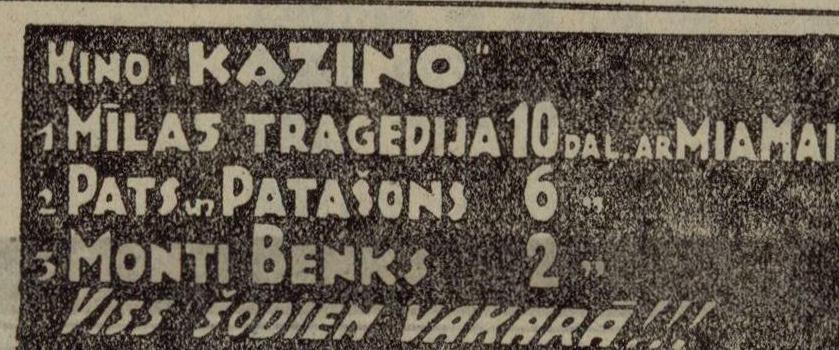 Kino „KAZINO"
1 MĪLAS TRAGEDIJA 10 DAL. AR MIA MAI
2 PATS un PATAŠONS 6 "
3 MONTI BENKS 2 "
VISS ŠODIEN VAKARĀ!!!